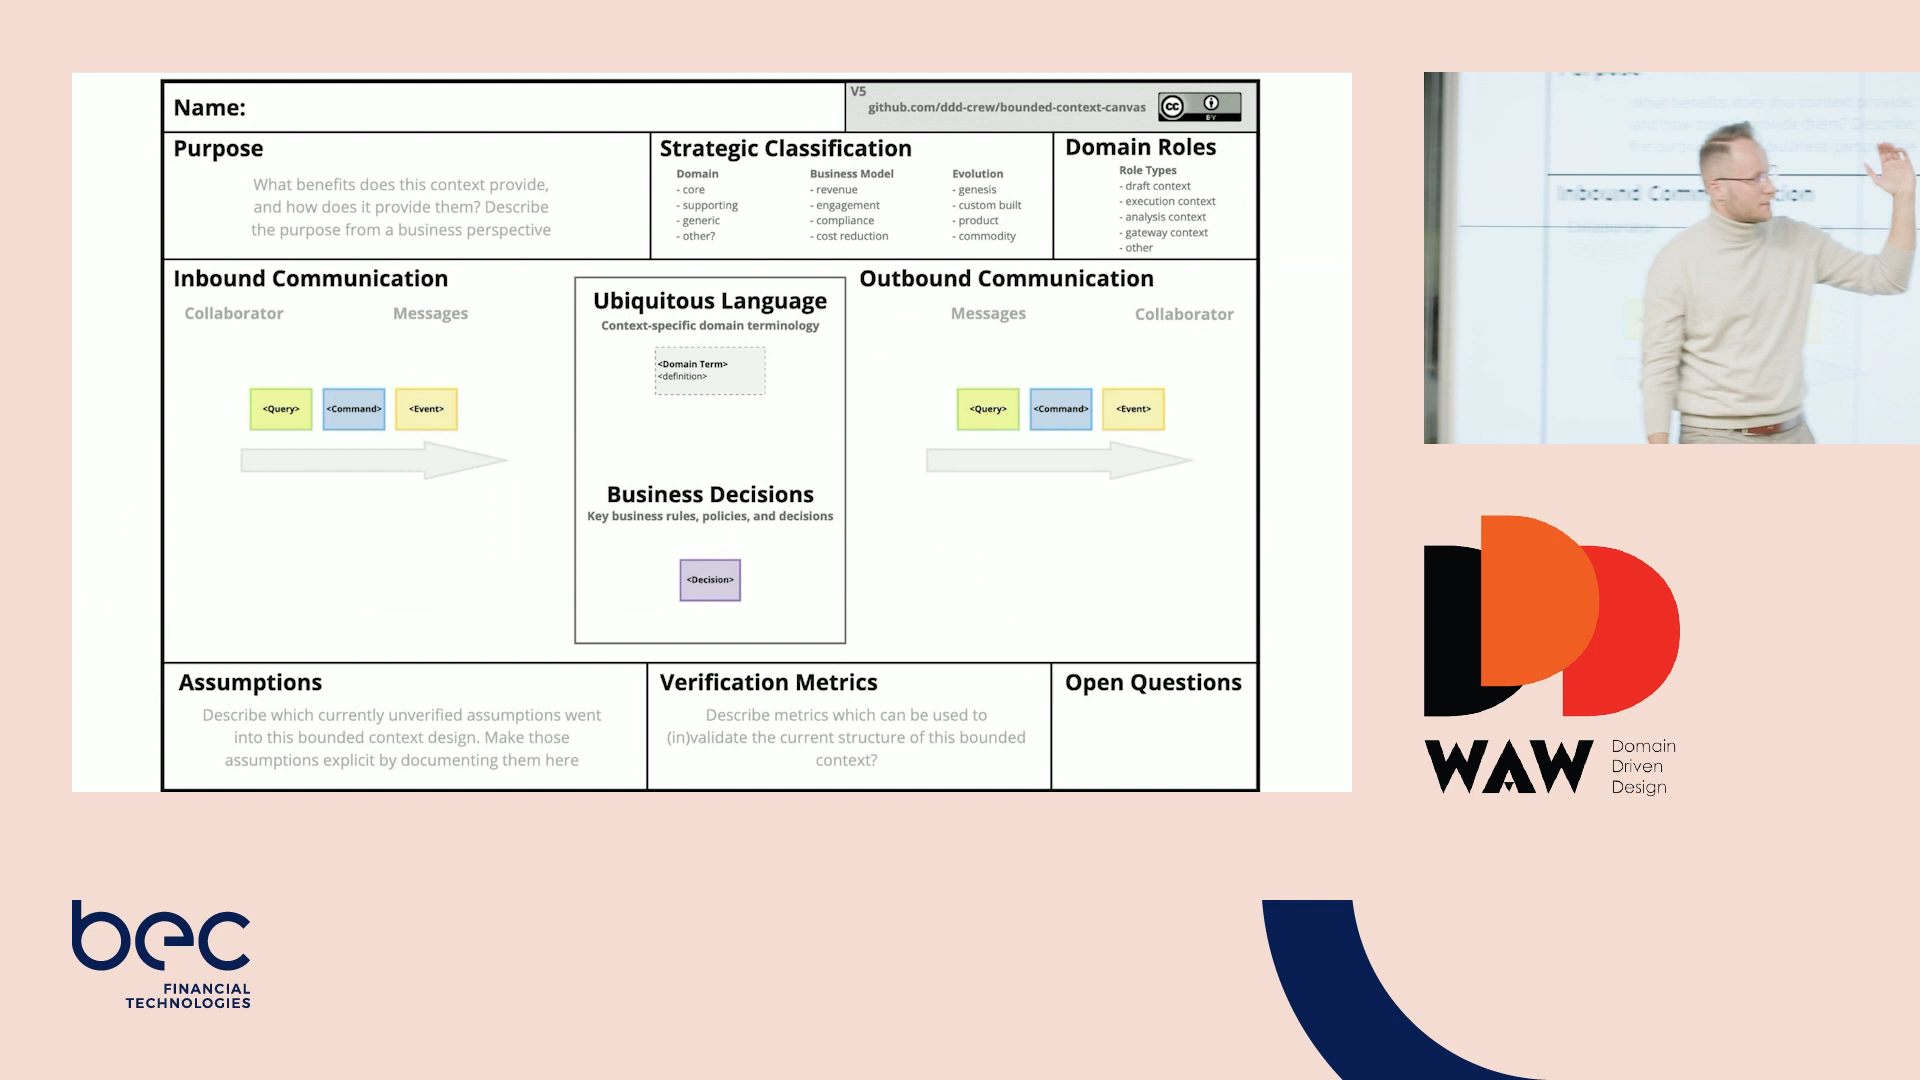 Name:
V5
github.com/ddd-crew/bounded-context-canvas
cc
BY
Purpose
What benefits does this context provide,
and how does it provide them? Describe
the purpose from a business perspective
Strategic Classification
Domain
- core
- supporting
- generic
- other?
Business Model
- revenue
- engagement
- compliance
- cost reduction
Evolution
- genesis
- custom built
- product
- commodity
Domain Roles
Role Types
- draft context
- execution context
- analysis context
- gateway context
- other
Inbound Communication
Collaborator
Messages
<Query>
<Command>
<Event>
Ubiquitous Language
Context-specific domain terminology
<Domain Term>
<definition>
Business Decisions
Key business rules, policies, and decisions
<Decision>
Outbound Communication
Messages
Collaborator
<Query>
<Command>
<Event>
Assumptions
Describe which currently unverified assumptions went
into this bounded context design. Make those
assumptions explicit by documenting them here
Verification Metrics
Describe metrics which can be used to
(in)validate the current structure of this bounded
context?
Open Questions
Inbound Communication
Collaborator
WAW
Domain
Driven
Design
bec
FINANCIAL
TECHNOLOGIES